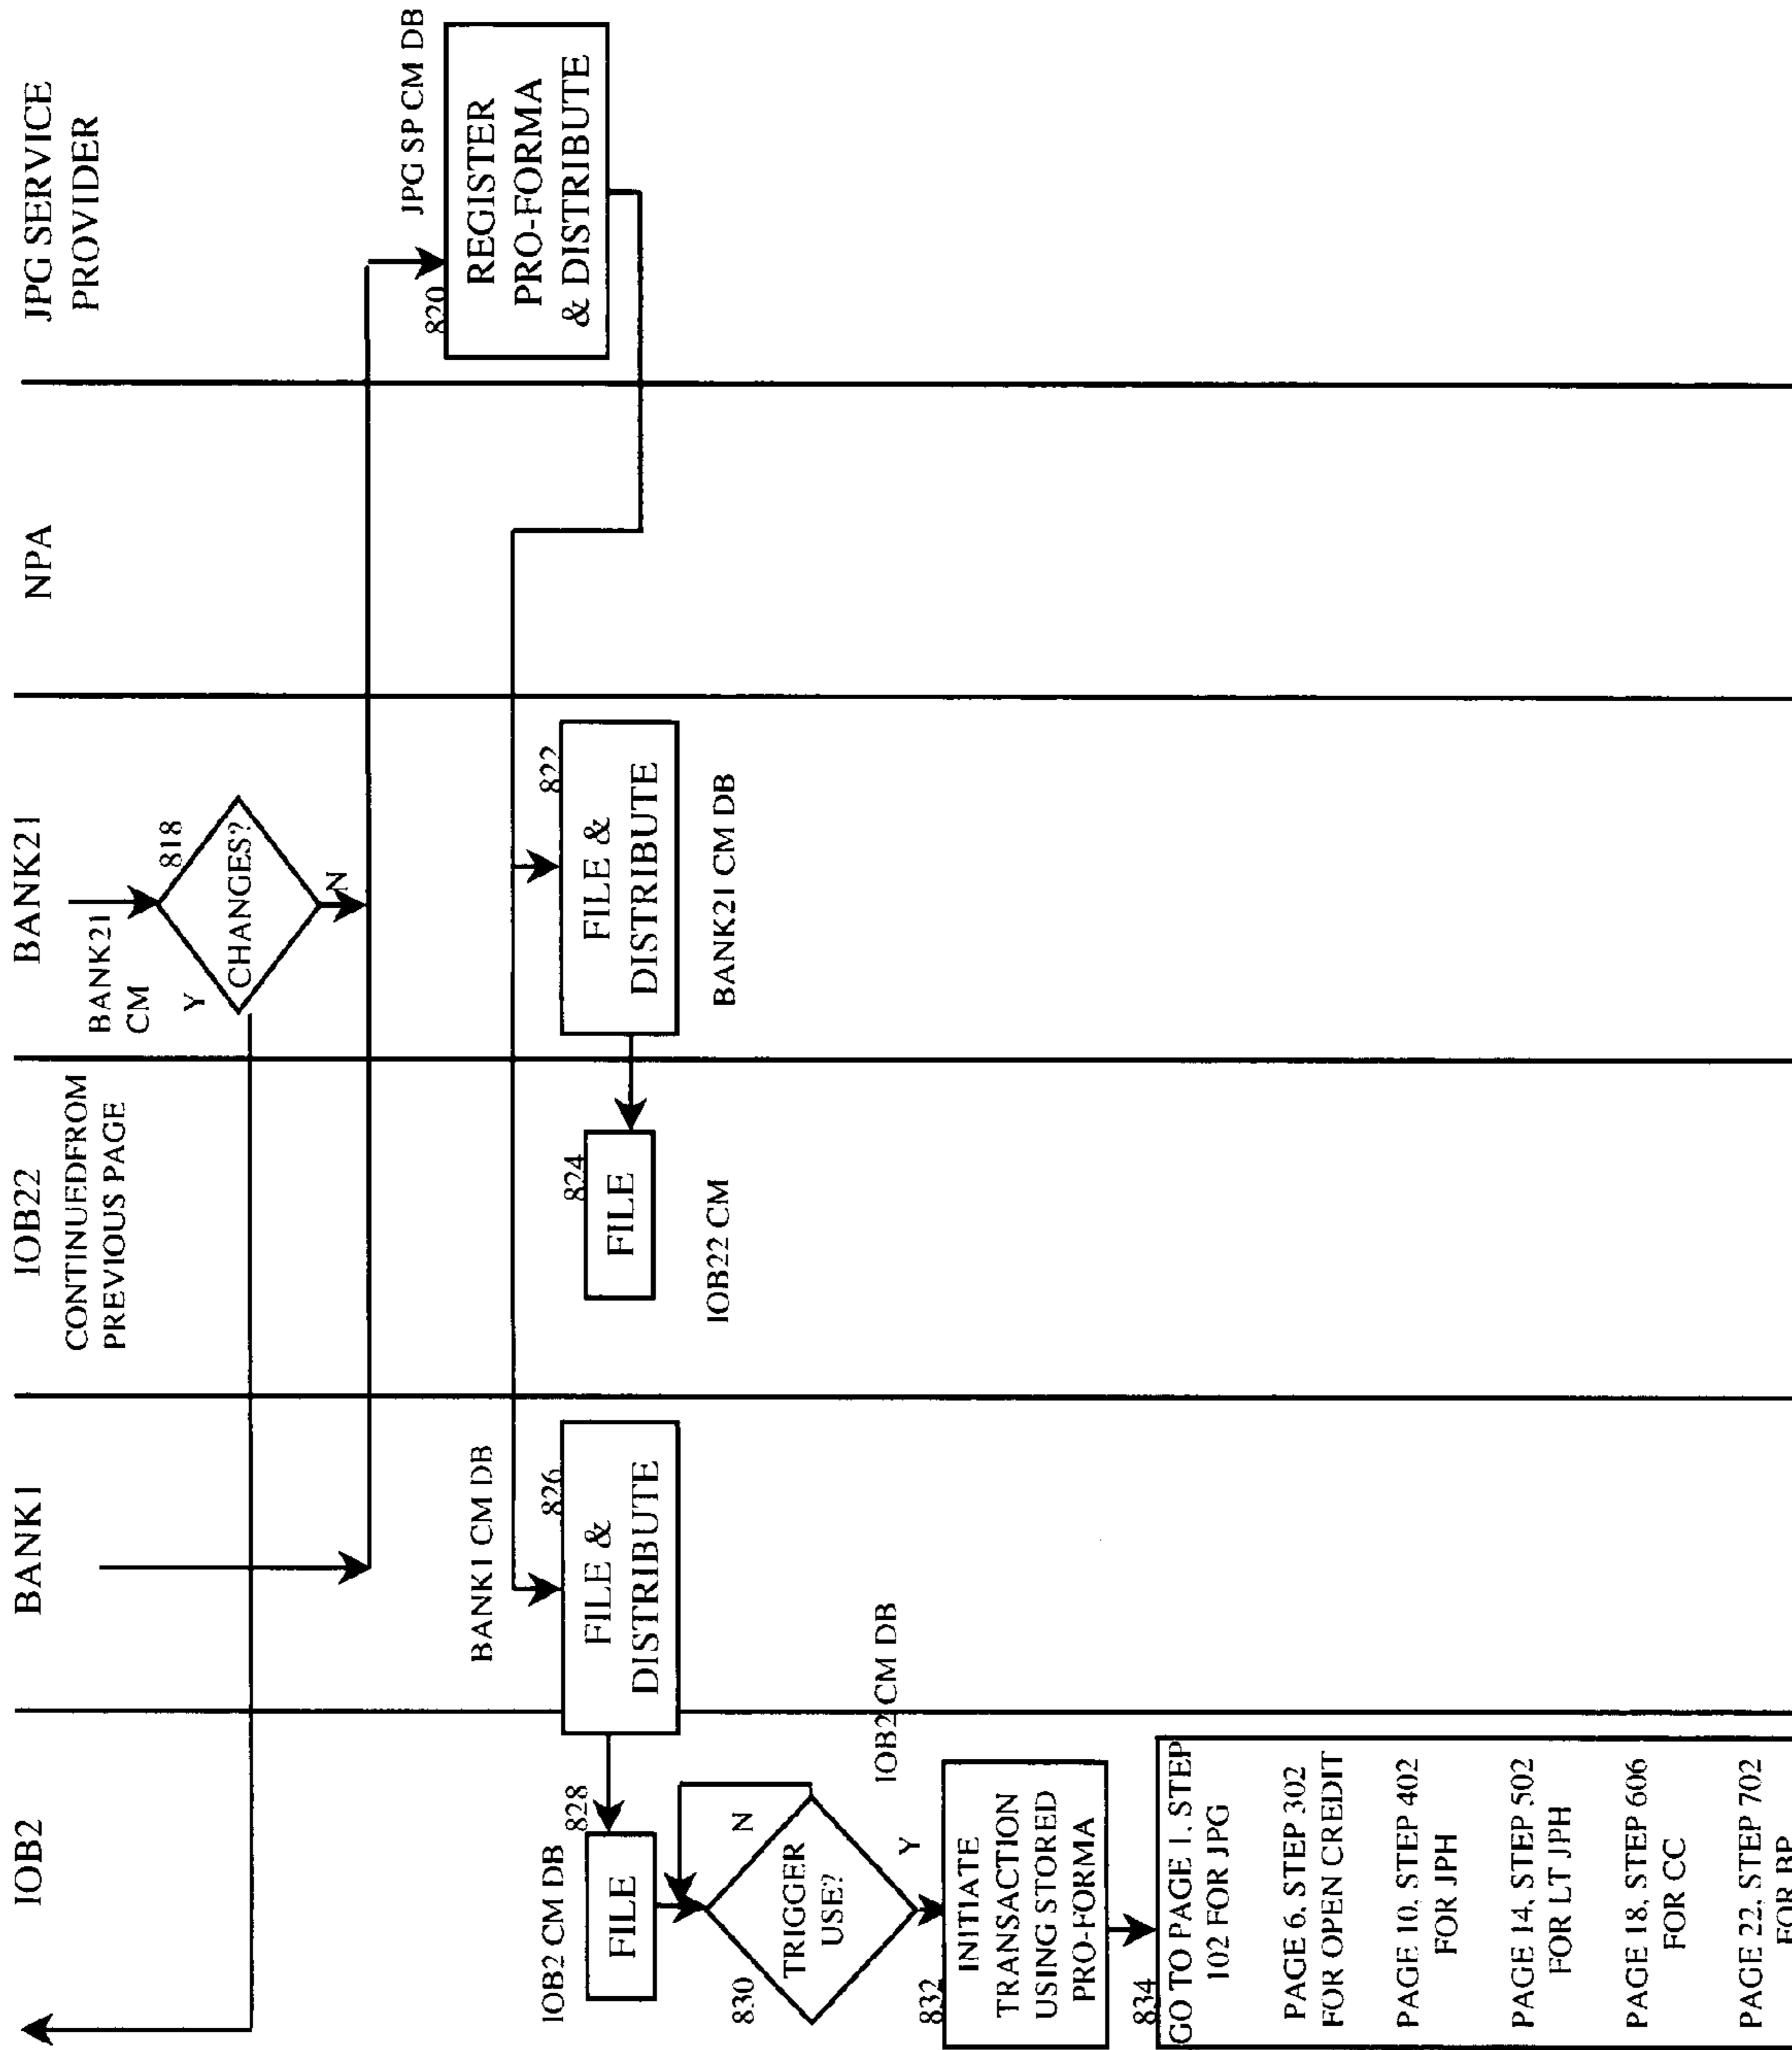 IOB2
BANK1
IOB22
BANK21
NPA
JPG SERVICE
PROVIDER
CONTINUEDFROM
PREVIOUS PAGE
BANK21
CM
Y
818
CHANGES?
N
JPG SP CM DB
820
REGISTER
PRO-FORMA
& DISTRIBUTE
822
FILE &
DISTRIBUTE
BANK21 CM DB
824
FILE
IOB22 CM
BANK1 CM DB
826
FILE &
DISTRIBUTE
IOB2 CM DB
828
FILE
830
TRIGGER
USE?
N
Y
IOB2 CM DB
832
INITIATE
TRANSACTION
USING STORED
PRO-FORMA
834
GO TO PAGE 1, STEP
102 FOR JPG
PAGE 6, STEP 302
FOR OPEN CREDIT
PAGE 10, STEP 402
FOR JPH
PAGE 14, STEP 502
FOR LT JPH
PAGE 18, STEP 606
FOR CC
PAGE 22, STEP 702
FOR BP